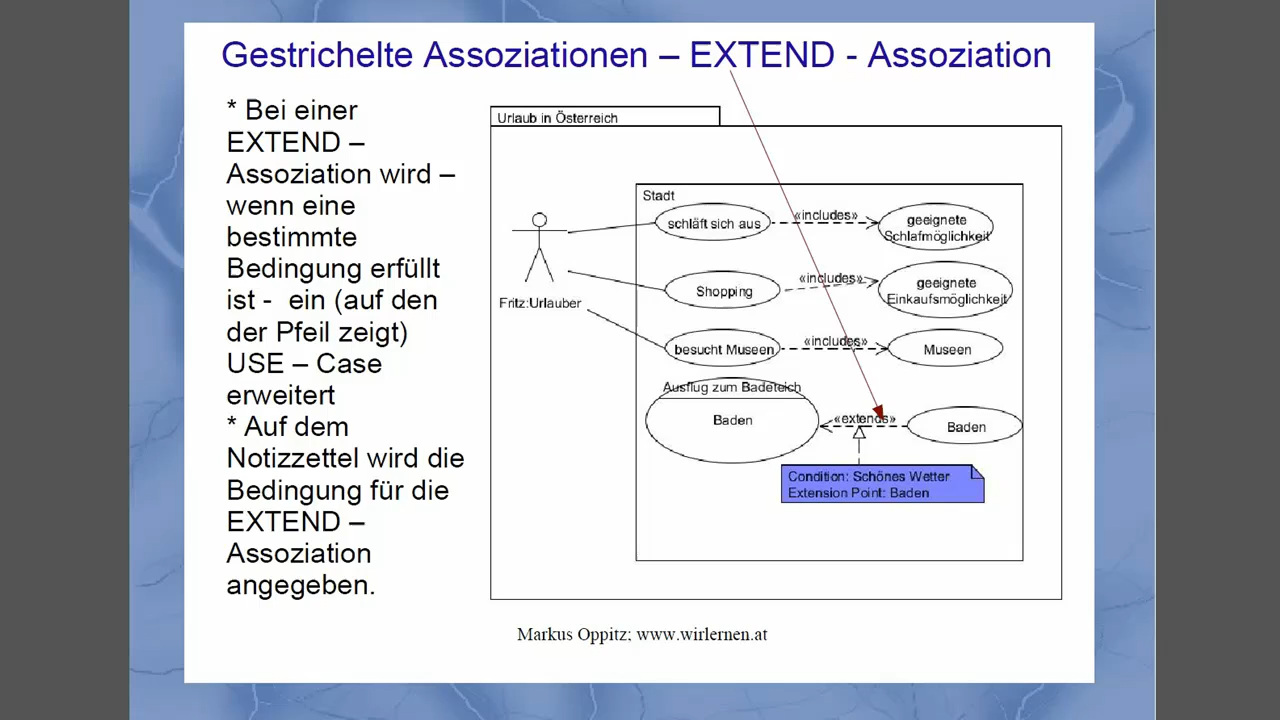 Gestrichelte Assoziationen – EXTEND - Assoziation
* Bei einer
EXTEND –
Assoziation wird –
wenn eine
bestimmte
Bedingung erfüllt
ist - ein (auf den
der Pfeil zeigt)
USE – Case
erweitert
* Auf dem
Notizzettel wird die
Bedingung für die
EXTEND –
Assoziation
angegeben.
Urlaub in Österreich
Stadt
Fritz:Urlauber
schläft sich aus
«includes»
geeignete
Schlafmöglichkeit
Shopping
«includes»
geeignete
Einkaufsmöglichkeit
besucht Museen
«includes»
Museen
Ausflug zum Badeteich
Baden
«extends»
Baden
Condition: Schönes Wetter
Extension Point: Baden
Markus Oppitz; www.wirlernen.at